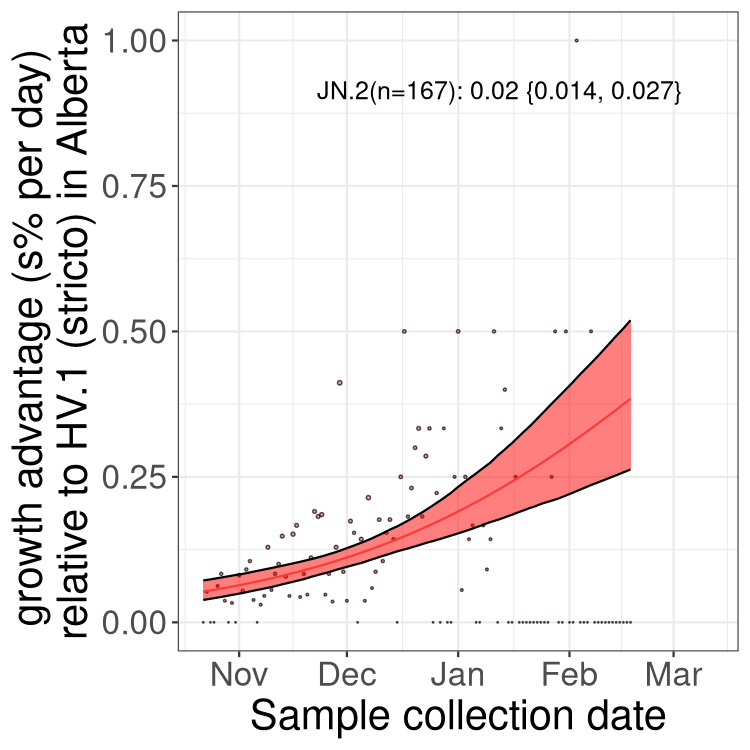 growth advantage (s% per day)
relative to HV.1 (stricto) in Alberta
1.00
0.75
0.50
0.25
0.00
JN.2(n=167): 0.02 {0.014, 0.027}
Nov Dec Jan Feb Mar
Sample collection date